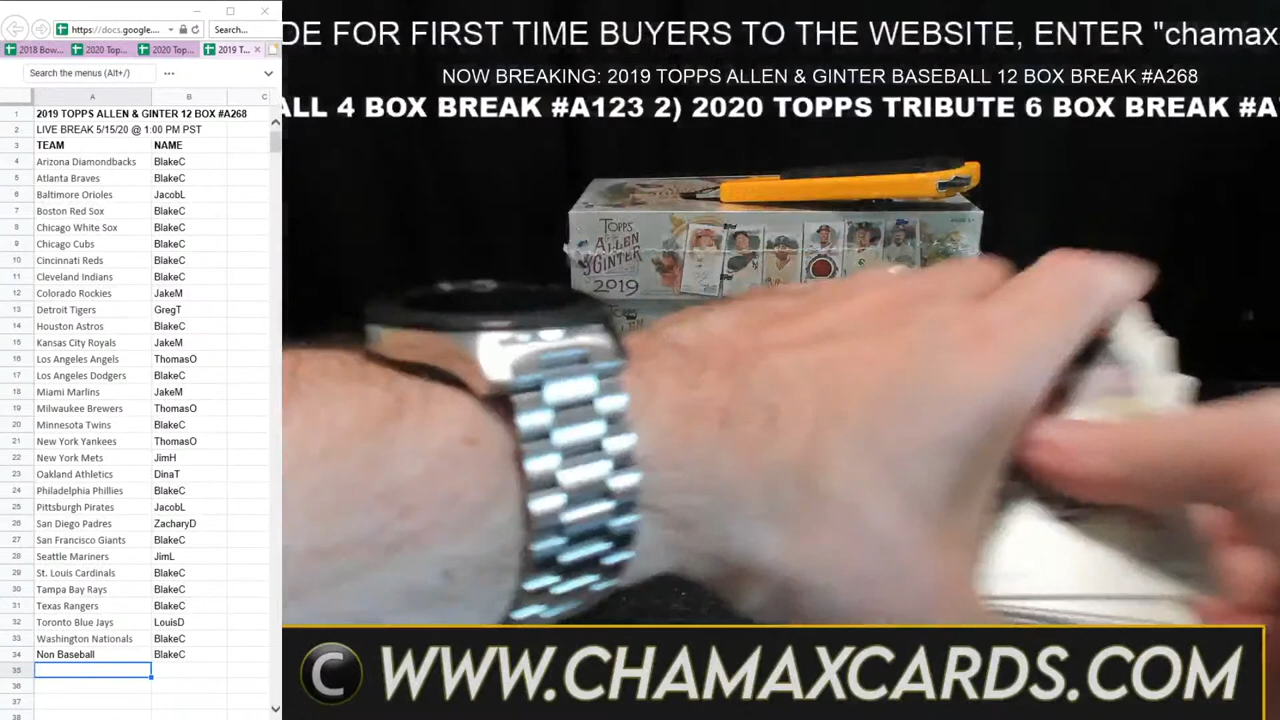 https://docs.google....
Search...
2018 Bow...
2020 Top...
2020 Top...
2019 T...
Search the menus (Alt+/)
A B C
1 2019 TOPPS ALLEN & GINTER 12 BOX #A268
2 LIVE BREAK 5/15/20 @ 1:00 PM PST
3 TEAM NAME
4 Arizona Diamondbacks BlakeC
5 Atlanta Braves BlakeC
6 Baltimore Orioles JacobL
7 Boston Red Sox BlakeC
8 Chicago White Sox BlakeC
9 Chicago Cubs BlakeC
10 Cincinnati Reds BlakeC
11 Cleveland Indians BlakeC
12 Colorado Rockies JakeM
13 Detroit Tigers GregT
14 Houston Astros BlakeC
15 Kansas City Royals JakeM
16 Los Angeles Angels ThomasO
17 Los Angeles Dodgers BlakeC
18 Miami Marlins JakeM
19 Milwaukee Brewers ThomasO
20 Minnesota Twins BlakeC
21 New York Yankees ThomasO
22 New York Mets JimH
23 Oakland Athletics DinaT
24 Philadelphia Phillies BlakeC
25 Pittsburgh Pirates JacobL
26 San Diego Padres ZacharyD
27 San Francisco Giants BlakeC
28 Seattle Mariners JimL
29 St. Louis Cardinals BlakeC
30 Tampa Bay Rays BlakeC
31 Texas Rangers BlakeC
32 Toronto Blue Jays LouisD
33 Washington Nationals BlakeC
34 Non Baseball BlakeC
35
36
37
38
DE FOR FIRST TIME BUYERS TO THE WEBSITE, ENTER "chamax
NOW BREAKING: 2019 TOPPS ALLEN & GINTER BASEBALL 12 BOX BREAK #A268
ALL 4 BOX BREAK #A123 2) 2020 TOPPS TRIBUTE 6 BOX BREAK #A
TOPPS
ALLEN
& GINTER
2019
C WWW.CHAMAXCARDS.COM